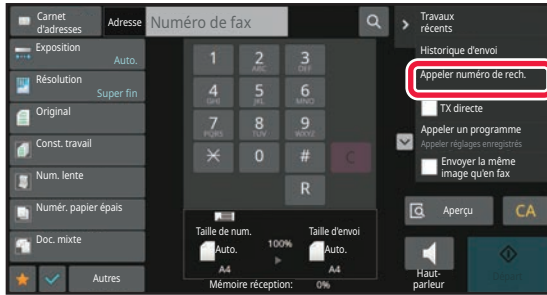 Carnet
d'adresses
Adresse
Numéro de fax
Exposition
Auto.
Résolution
Super fin
Original
Const. travail
Num. lente
Numér. papier
épais
Doc. mixte
Autres
1
2
ABC
3
DEF
4
GHI
5
JKL
6
MNO
7
PQRS
8
TUV
9
WXYZ
0
#
C
R
Taille de num.
Auto.
A4
100%
Taille d'envoi
Auto.
A4
Mémoire réception: 0%
Travaux
récents
Historique d'envoi
Appeler numéro de rech.
TX directe
Appeler un programme
Appeler réglages enregistrés
Envoyer la même
image qu'en fax
Aperçu
CA
Haut-
parleur
Départ